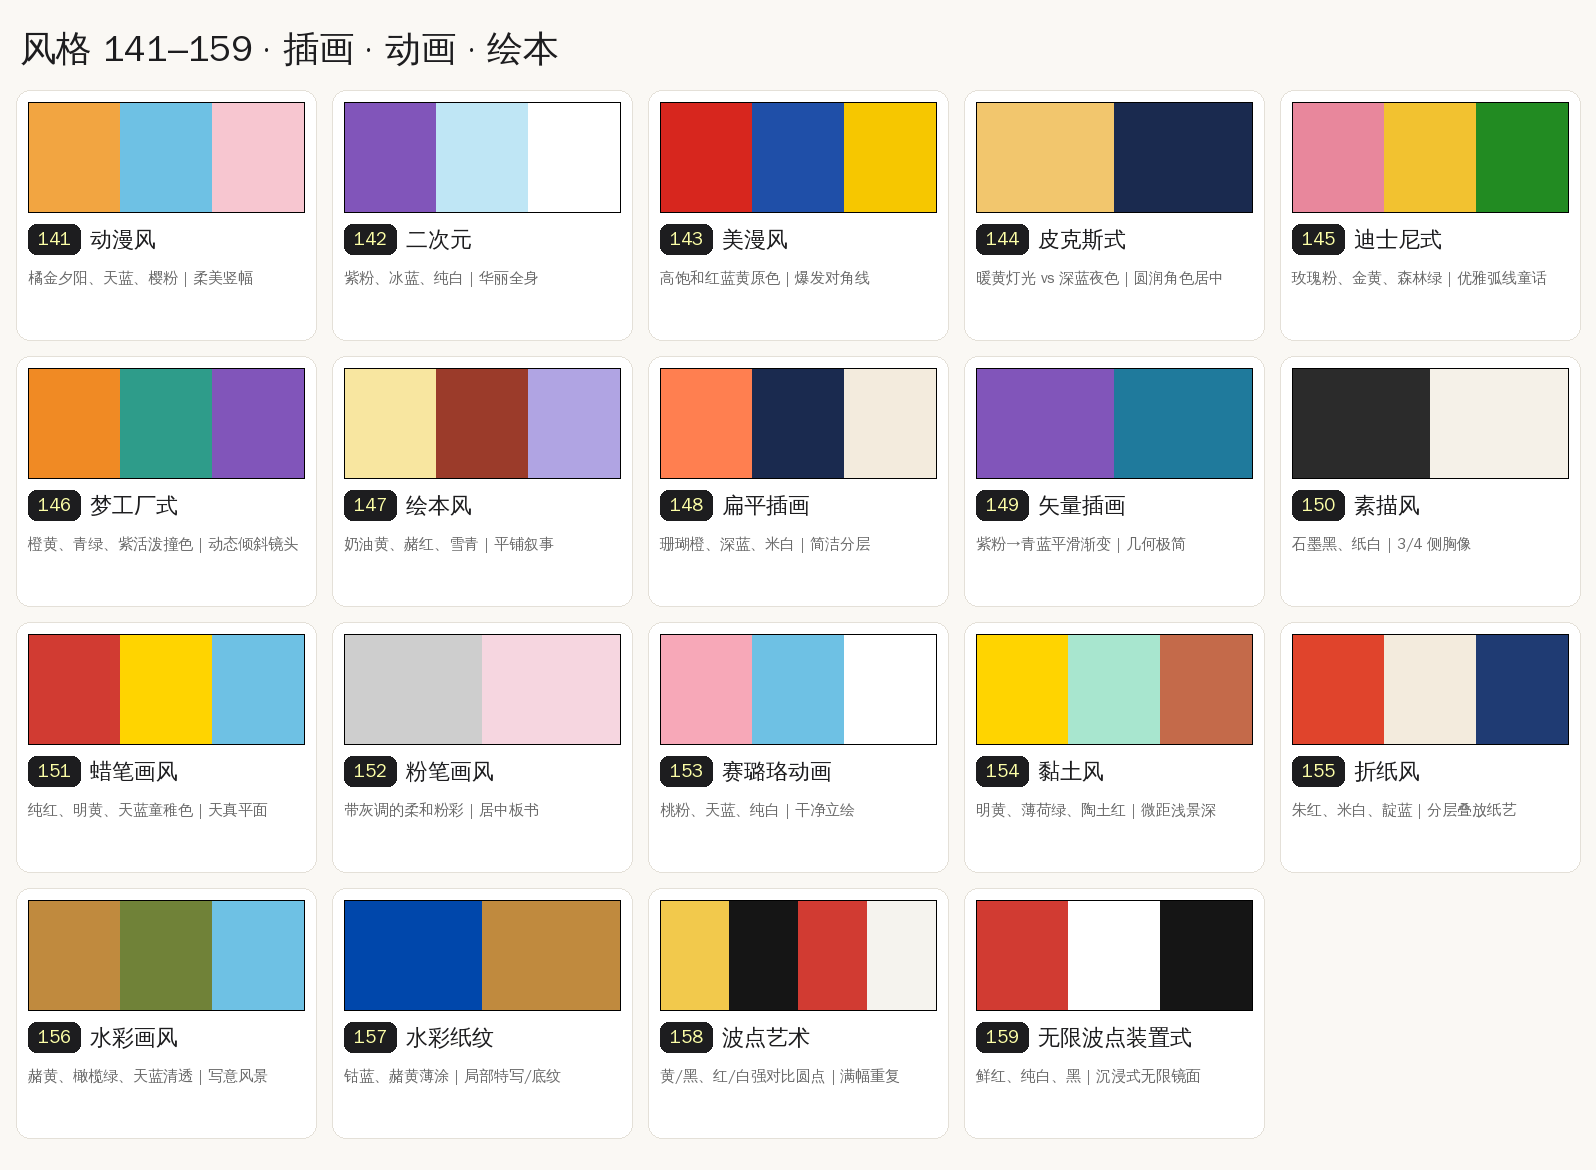 风格 141–159 · 插画 · 动画 · 绘本
141 动漫风
橘金夕阳、天蓝、樱粉｜柔美竖幅
142 二次元
紫粉、冰蓝、纯白｜华丽全身
143 美漫风
高饱和红蓝黄原色｜爆发对角线
144 皮克斯式
暖黄灯光 vs 深蓝夜色｜圆润角色居中
145 迪士尼式
玫瑰粉、金黄、森林绿｜优雅弧线童话
146 梦工厂式
橙黄、青绿、紫活泼撞色｜动态倾斜镜头
147 绘本风
奶油黄、赭红、雪青｜平铺叙事
148 扁平插画
珊瑚橙、深蓝、米白｜简洁分层
149 矢量插画
紫粉→青蓝平滑渐变｜几何极简
150 素描风
石墨黑、纸白｜3/4 侧胸像
151 蜡笔画风
纯红、明黄、天蓝童稚色｜天真平面
152 粉笔画风
带灰调的柔和粉彩｜居中板书
153 赛璐珞动画
桃粉、天蓝、纯白｜干净立绘
154 黏土风
明黄、薄荷绿、陶土红｜微距浅景深
155 折纸风
朱红、米白、靛蓝｜分层叠放纸艺
156 水彩画风
赭黄、橄榄绿、天蓝清透｜写意风景
157 水彩纸纹
钴蓝、赭黄薄涂｜局部特写/底纹
158 波点艺术
黄/黑、红/白强对比圆点｜满幅重复
159 无限波点装置式
鲜红、纯白、黑｜沉浸式无限镜面